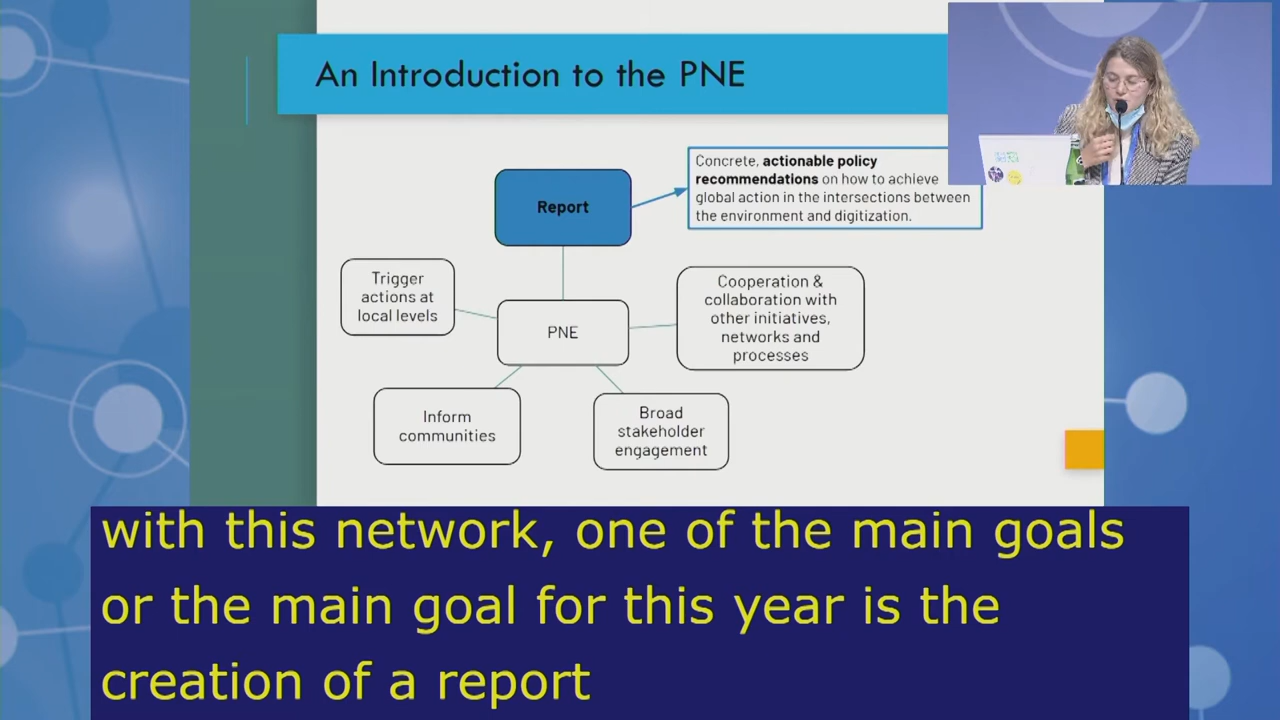 An Introduction to the PNE
Concrete, actionable policy
recommendations on how to achieve
global action in the intersections between
the environment and digitization.
Report
Trigger
actions at
local levels
PNE
Cooperation &
collaboration with
other initiatives,
networks and
processes
Inform
communities
Broad
stakeholder
engagement
with this network, one of the main goals
or the main goal for this year is the
creation of a report